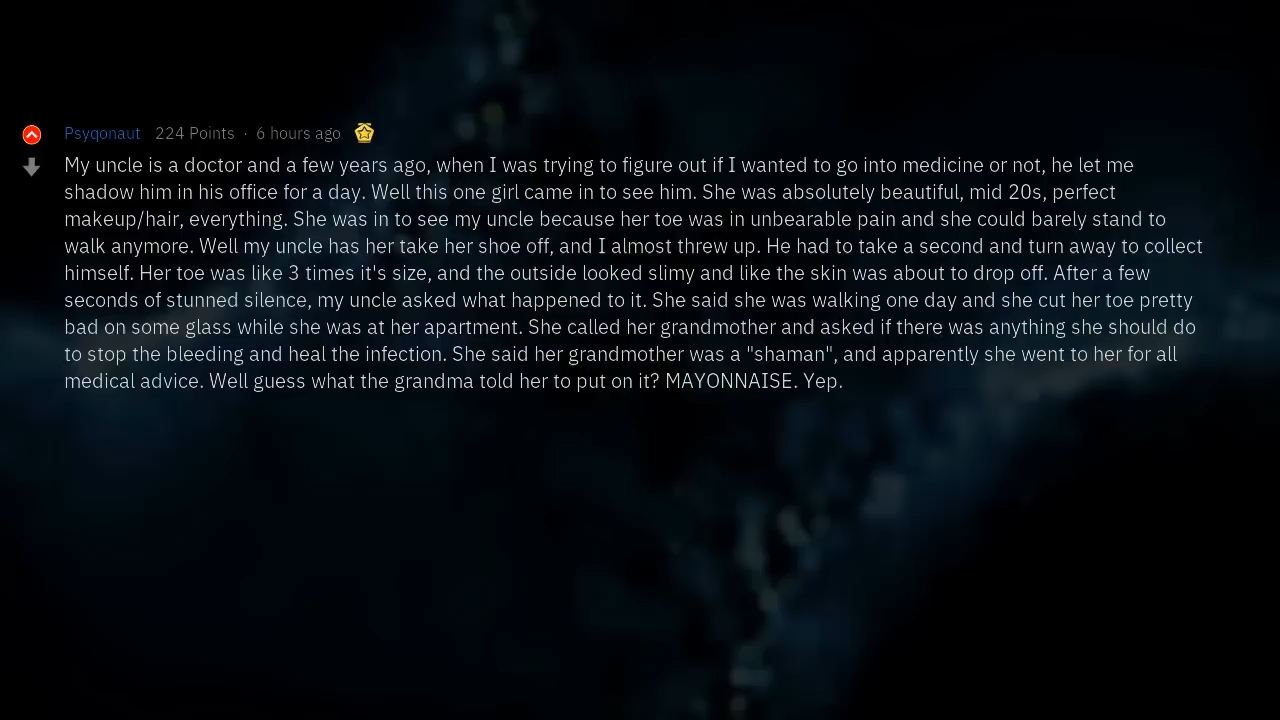 Psyqonaut 224 Points · 6 hours ago
My uncle is a doctor and a few years ago, when I was trying to figure out if I wanted to go into medicine or not, he let me
shadow him in his office for a day. Well this one girl came in to see him. She was absolutely beautiful, mid 20s, perfect
makeup/hair, everything. She was in to see my uncle because her toe was in unbearable pain and she could barely stand to
walk anymore. Well my uncle has her take her shoe off, and I almost threw up. He had to take a second and turn away to collect
himself. Her toe was like 3 times it's size, and the outside looked slimy and like the skin was about to drop off. After a few
seconds of stunned silence, my uncle asked what happened to it. She said she was walking one day and she cut her toe pretty
bad on some glass while she was at her apartment. She called her grandmother and asked if there was anything she should do
to stop the bleeding and heal the infection. She said her grandmother was a "shaman", and apparently she went to her for all
medical advice. Well guess what the grandma told her to put on it? MAYONNAISE. Yep.